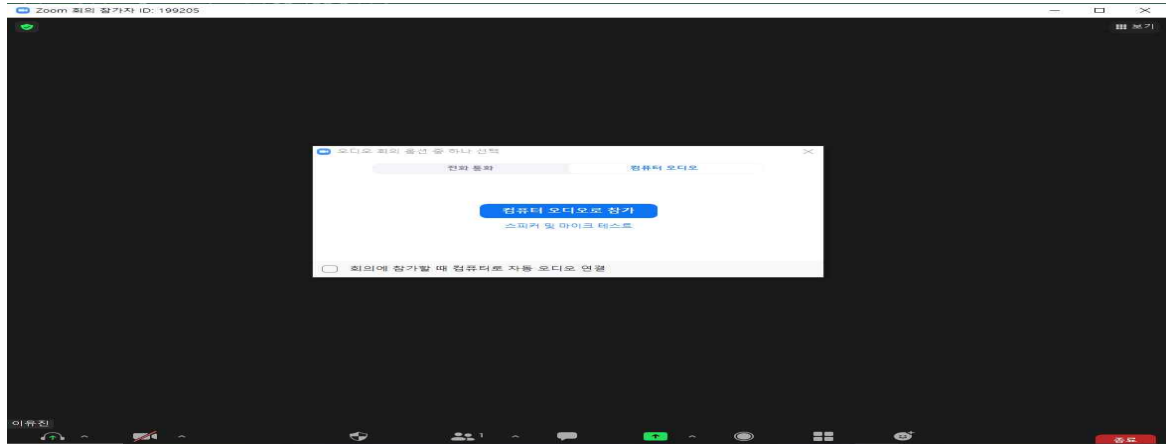 Zoom 회의 참가자 ID: 199205
보기
오디오 회의 옵션 중 하나 선택
전화 통화
컴퓨터 오디오
컴퓨터 오디오로 참가
스피커 및 마이크 테스트
회의에 참가할 때 컴퓨터로 자동 오디오 연결
이유진
1
종료